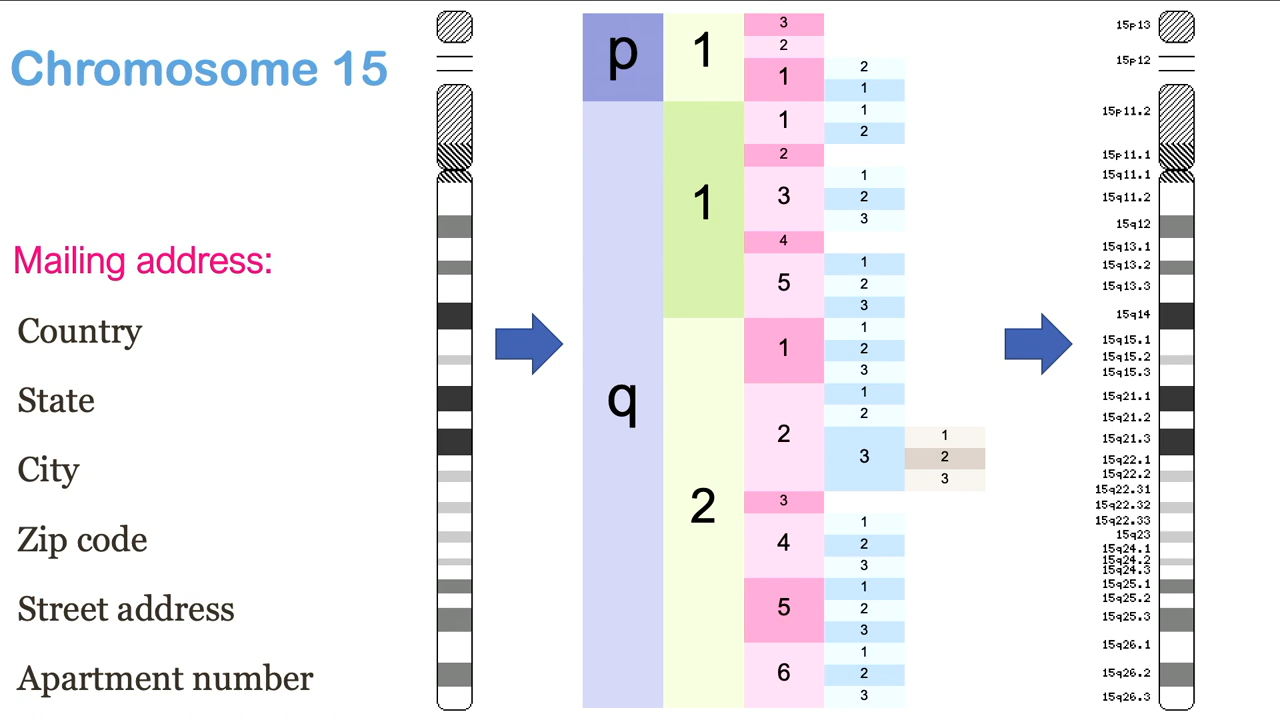 Chromosome 15
Mailing address:
Country
State
City
Zip code
Street address
Apartment number
p
q
1
1
2
3
2
1
1
2
3
4
5
1
2
3
4
5
6
2
1
1
2
1
2
3
1
2
3
1
2
3
1
2
3
1
2
3
1
2
3
1
2
3
1
2
3
15p13
15p12
15p11.2
15p11.1
15q11.1
15q11.2
15q12
15q13.1
15q13.2
15q13.3
15q14
15q15.1
15q15.2
15q15.3
15q21.1
15q21.2
15q21.3
15q22.1
15q22.2
15q22.31
15q22.32
15q22.33
15q23
15q24.1
15q24.2
15q24.3
15q25.1
15q25.2
15q25.3
15q26.1
15q26.2
15q26.3